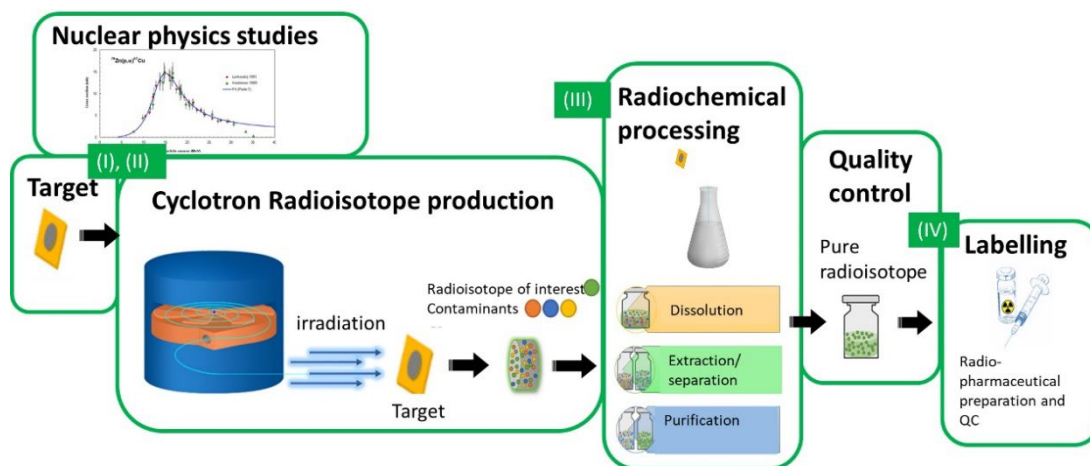 Nuclear physics studies
(I), (II)
Target
Cyclotron Radioisotope production
irradiation
Radioisotope of interest
Contaminants
Target
(III)
Radiochemical
processing
Dissolution
Extraction/
separation
Purification
Quality
control
Pure
radioisotope
(IV)
Labelling
Radio-
pharmaceutical
preparation and
QC